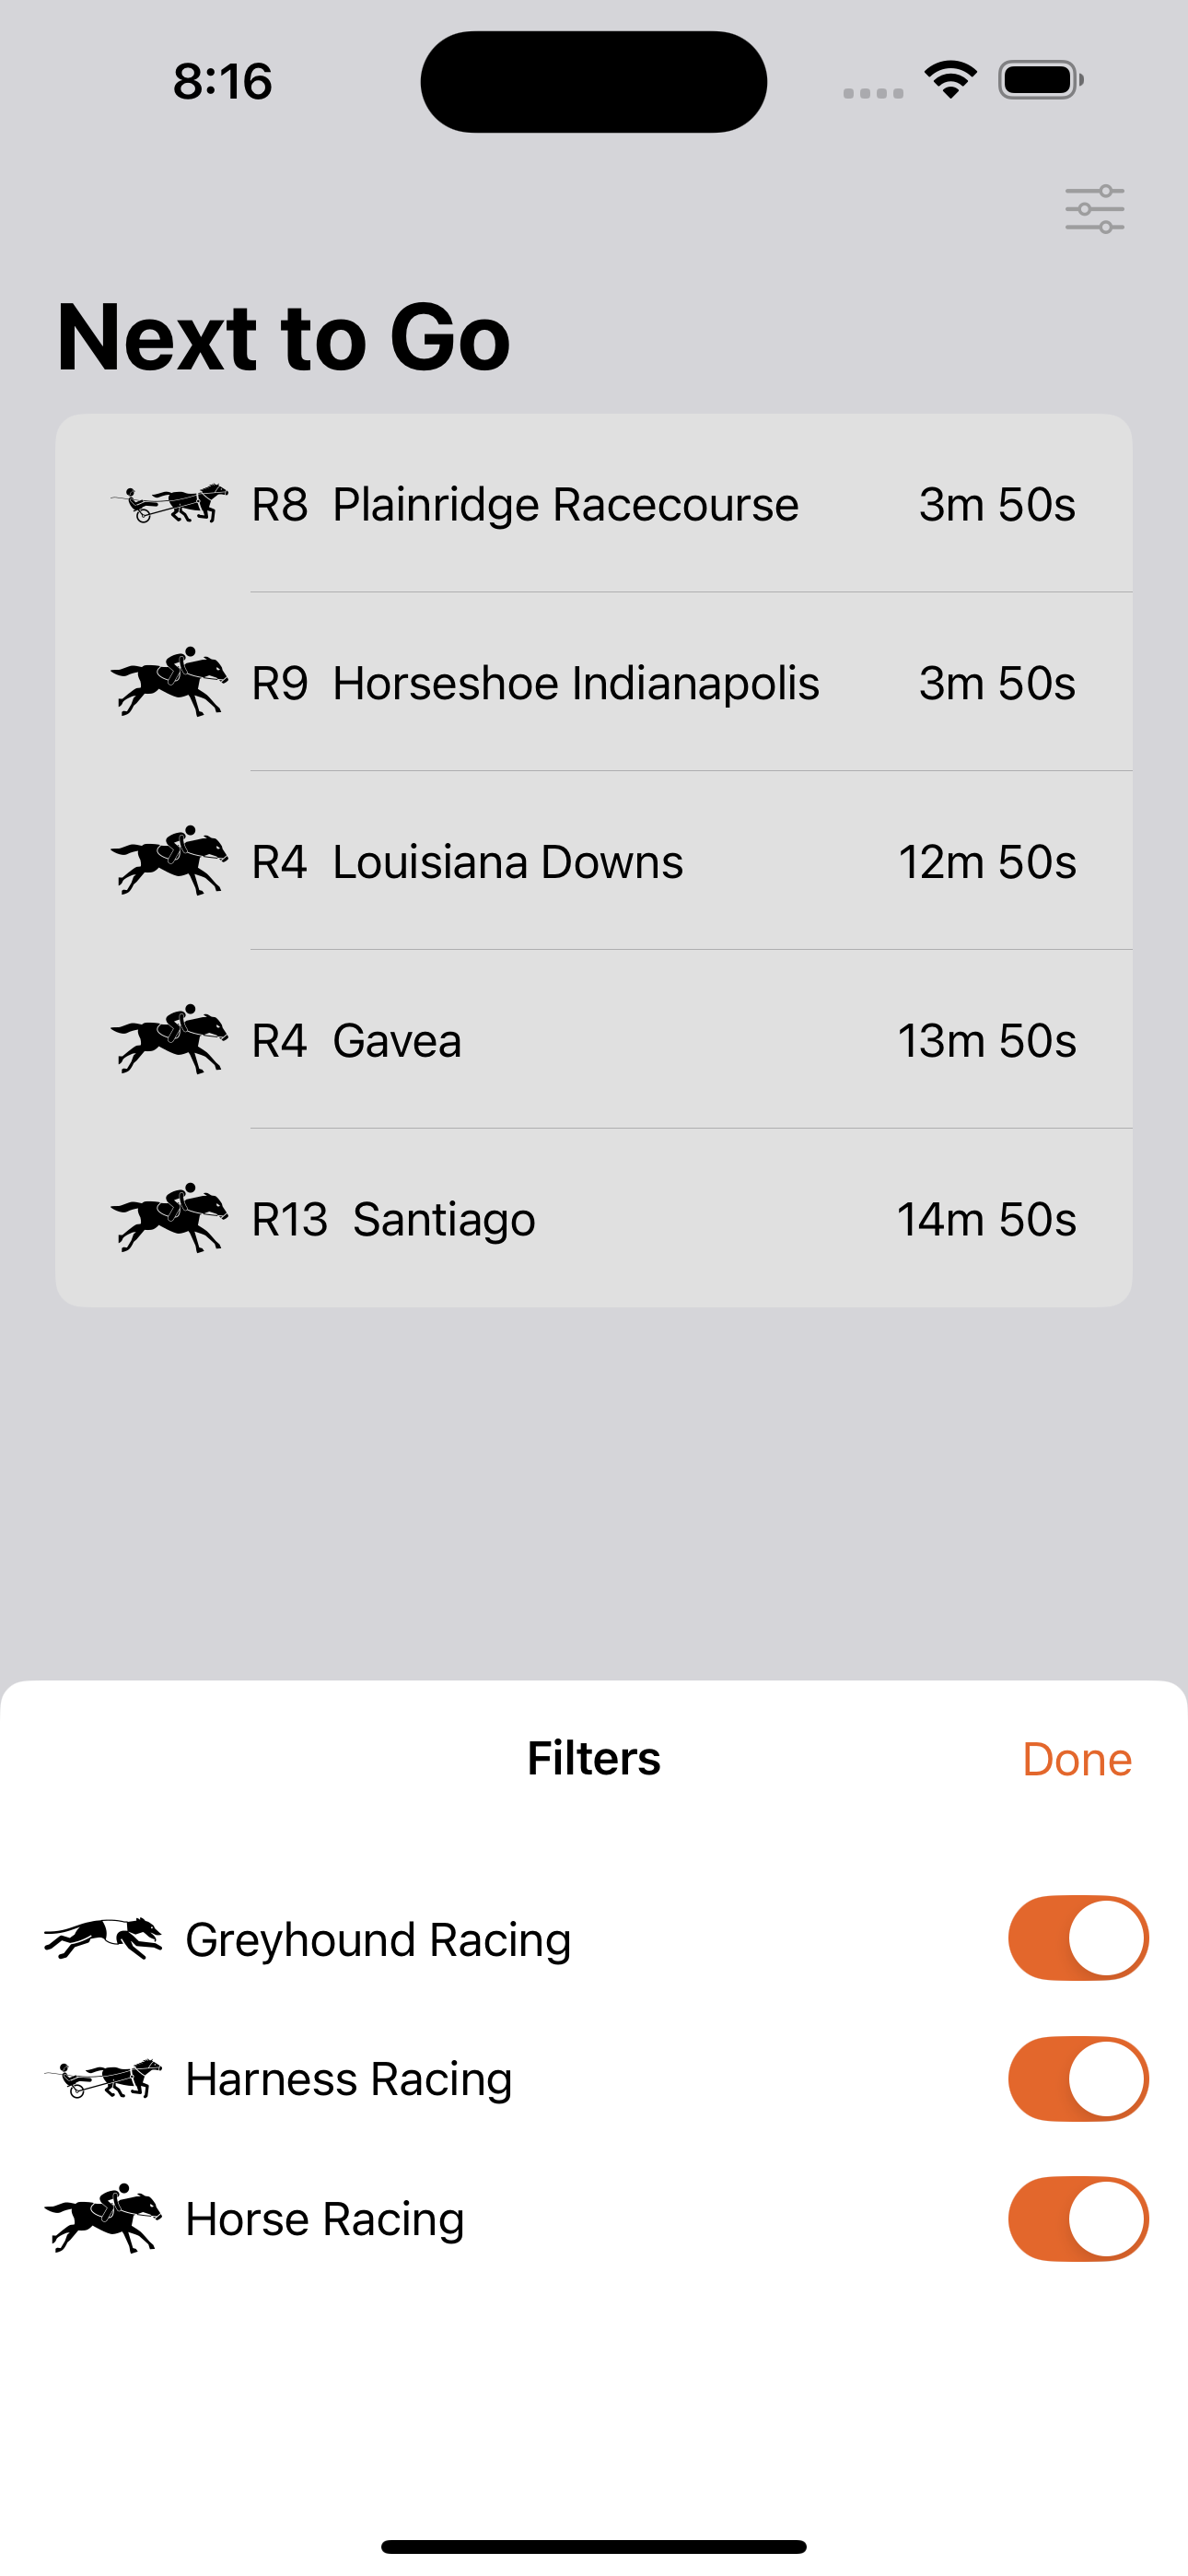 8:16
Next to Go
R8 Plainridge Racecourse 3m 50s
R9 Horseshoe Indianapolis 3m 50s
R4 Louisiana Downs 12m 50s
R4 Gavea 13m 50s
R13 Santiago 14m 50s
Filters Done
Greyhound Racing
Harness Racing
Horse Racing